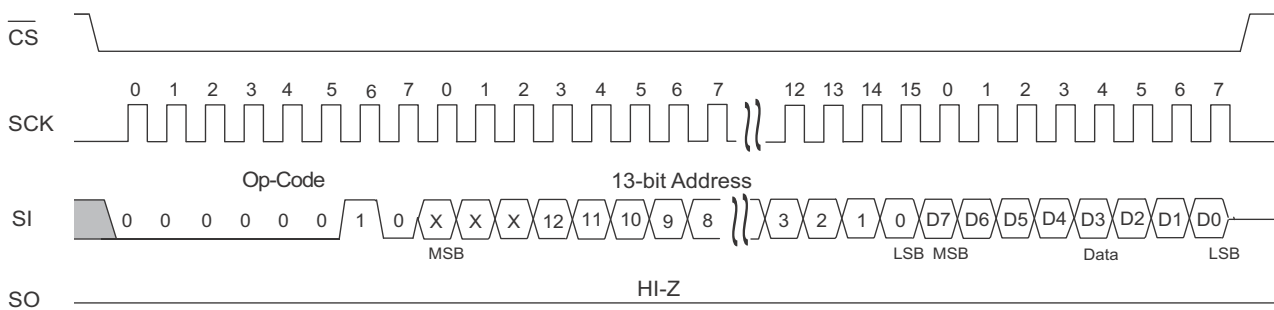 CS
0 1 2 3 4 5 6 7 0 1 2 3 4 5 6 7 12 13 14 15 0 1 2 3 4 5 6 7
SCK
Op-Code 13-bit Address
SI 0 0 0 0 0 0 1 0 X X X 12 11 10 9 8 3 2 1 0 D7 D6 D5 D4 D3 D2 D1 D0
MSB LSB MSB Data LSB
HI-Z
SO